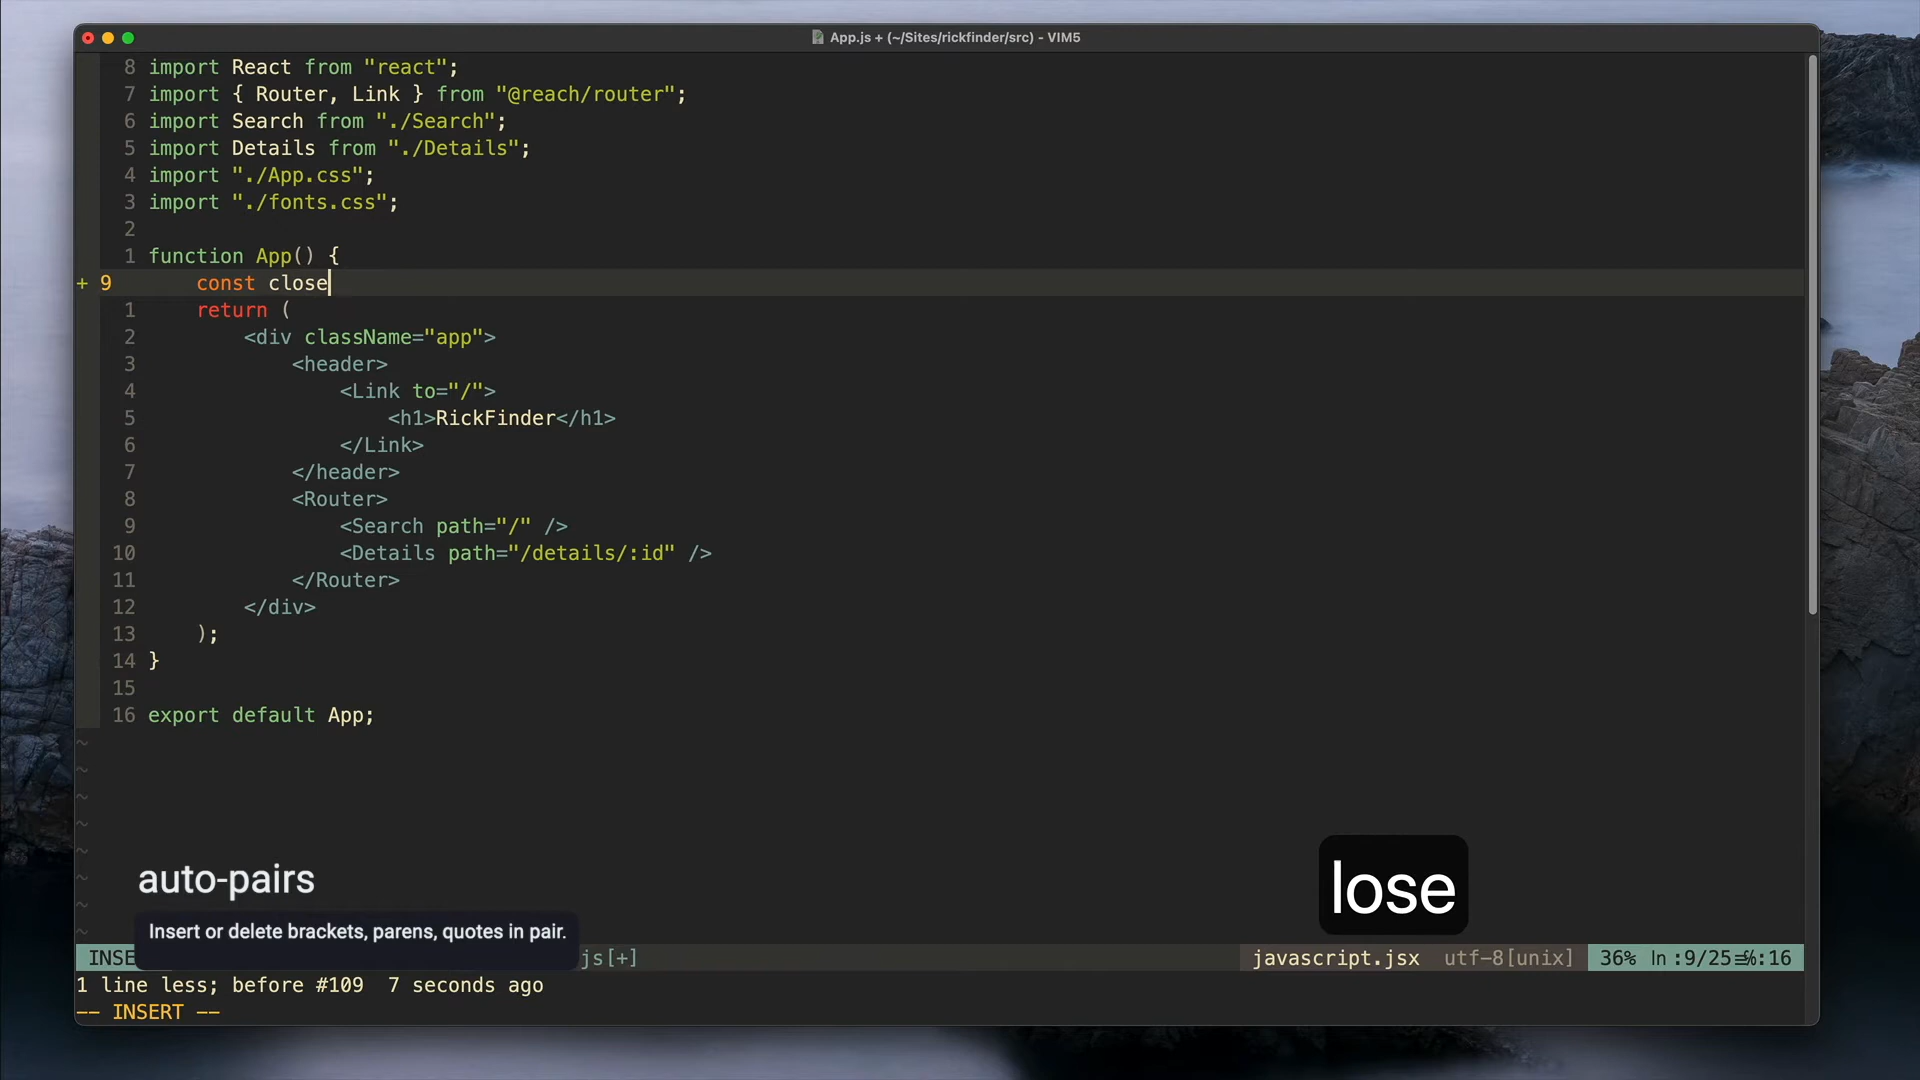 App.js + (~/Sites/rickfinder/src) - VIM5
8 import React from "react";
7 import { Router, Link } from "@reach/router";
6 import Search from "./Search";
5 import Details from "./Details";
4 import "./App.css";
3 import "./fonts.css";
2
1 function App() {
+ 9 const close
1 return (
2 <div className="app">
3 <header>
4 <Link to="/">
5 <h1>RickFinder</h1>
6 </Link>
7 </header>
8 <Router>
9 <Search path="/" />
10 <Details path="/details/:id" />
11 </Router>
12 </div>
13 );
14 }
15
16 export default App;
~
~
~
~
~
~
~
~
auto-pairs
lose
Insert or delete brackets, parens, quotes in pair.
INSE js[+] javascript.jsx utf-8[unix] 36% ln :9/25 :16
1 line less; before #109 7 seconds ago
-- INSERT --